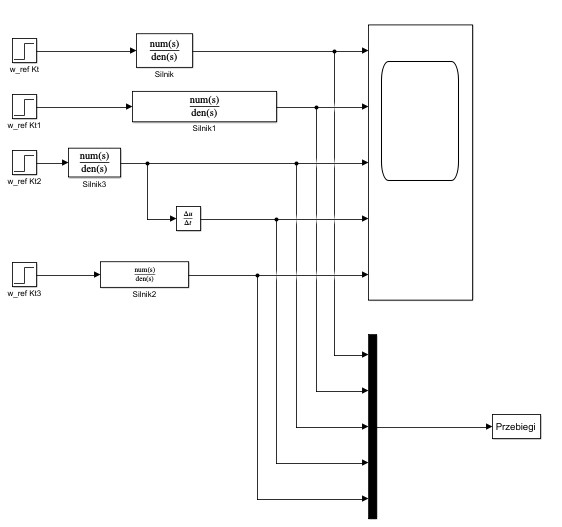 num(s)
den(s)
w_ref Kt
Silnik
num(s)
den(s)
w_ref Kt1
Silnik1
num(s)
den(s)
w_ref Kt2
Silnik3
Δu
Δt
num(s)
den(s)
w_ref Kt3
Silnik2
Przebiegi